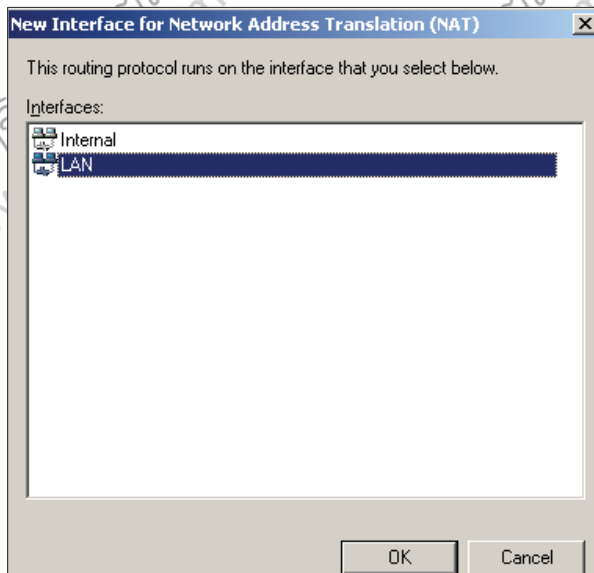 New Interface for Network Address Translation (NAT)
This routing protocol runs on the interface that you select below.
Interfaces:
Internal
LAN
OK
Cancel